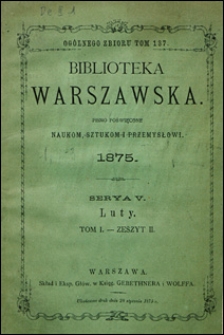 OGÓLNEGO ZBIORU TOM 137.
BIBLIOTEKA
WARSZAWSKA.
PISMO POŚWIĘCONE
NAUKOM, SZTUKOM I PRZEMYSŁOWI.
1875.
SERYA V.
Luty.
TOM I. — ZESZYT II.
WARSZAWA.
Skład i Eksp. Główn. w Księg. GEBETHNERA i WOLFFA.